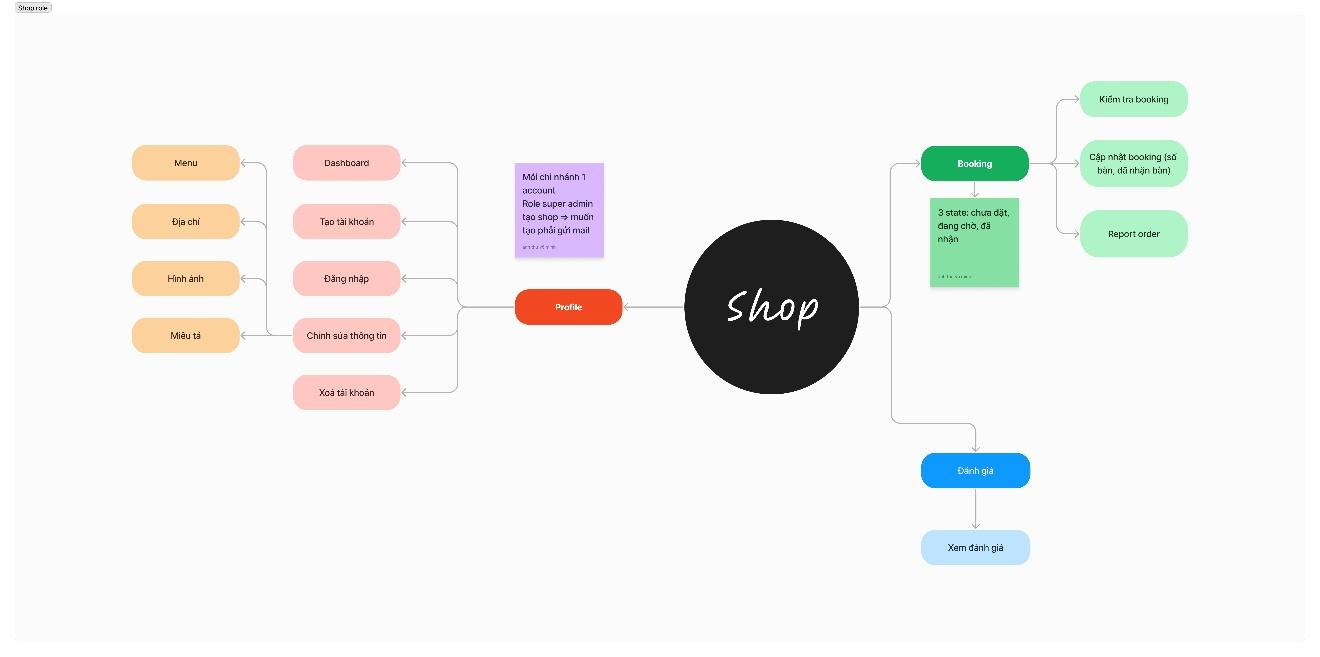 Shop role
Kiểm tra booking
Menu
Dashboard
Booking
Cập nhật booking (số
bàn, đã nhận bàn)
Mỗi chi nhánh 1
account
Role super admin
tạo shop => muốn
tạo phải gửi mail
Địa chỉ
Tạo tài khoản
3 state: chưa đặt,
đang chờ, đã
nhận
Report order
Hình ảnh
Đăng nhập
Profile
Shop
Miêu tả
Chỉnh sửa thông tin
Xoá tài khoản
Đánh giá
Xem đánh giá